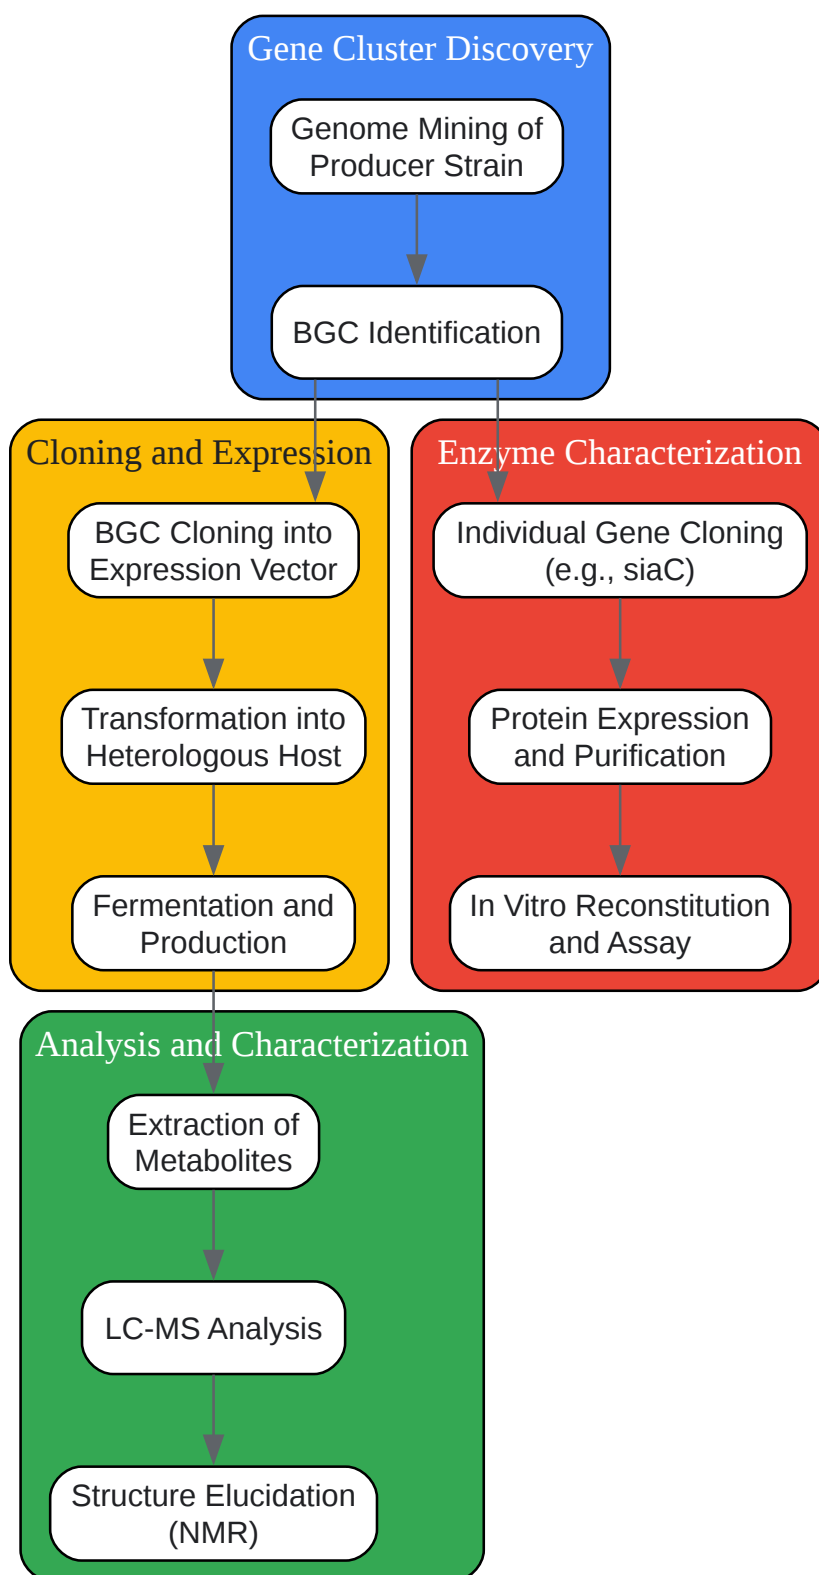 Gene Cluster Discovery
Genome Mining of
Producer Strain
BGC Identification
Cloning and Expression
BGC Cloning into
Expression Vector
Transformation into
Heterologous Host
Fermentation and
Production
Enzyme Characterization
Individual Gene Cloning
(e.g., siaC)
Protein Expression
and Purification
In Vitro Reconstitution
and Assay
Analysis and Characterization
Extraction of
Metabolites
LC-MS Analysis
Structure Elucidation
(NMR)